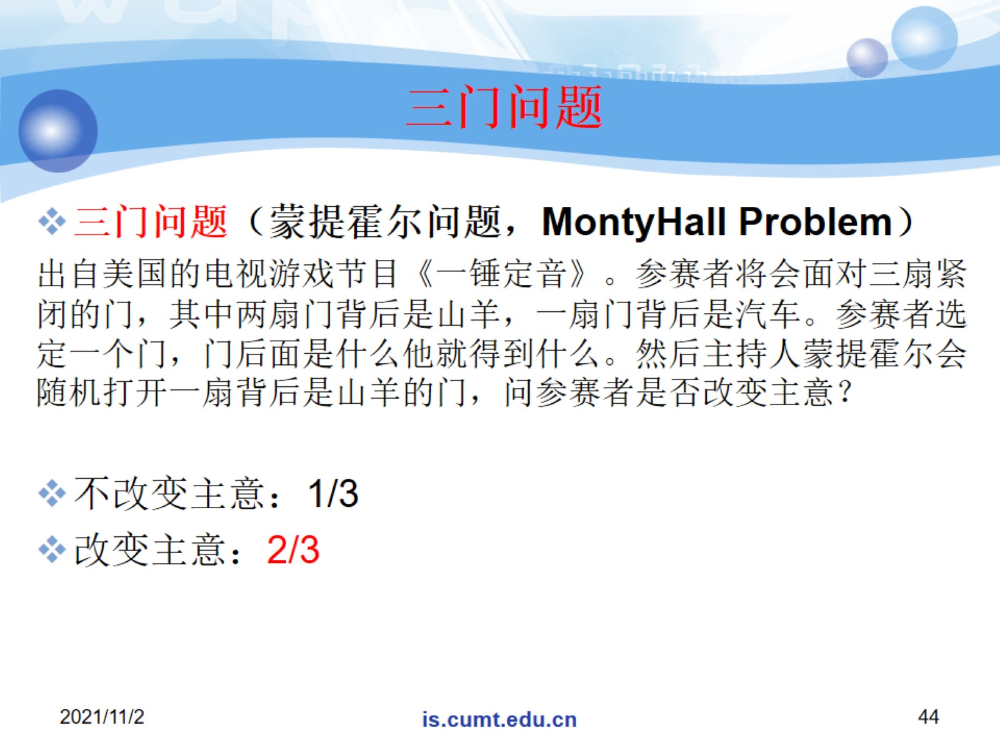 三门问题
三门问题（蒙提霍尔问题，MontyHall Problem）
出自美国的电视游戏节目《一锤定音》。参赛者将会面对三扇紧
闭的门，其中两扇门背后是山羊，一扇门背后是汽车。参赛者选
定一个门，门后面是什么他就得到什么。然后主持人蒙提霍尔会
随机打开一扇背后是山羊的门，问参赛者是否改变主意？
不改变主意：1/3
改变主意：2/3
2021/11/2
is.cumt.edu.cn
44